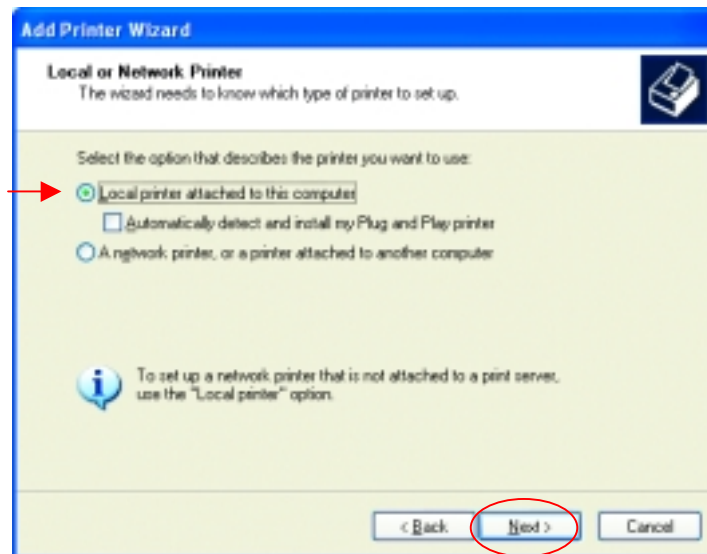 Add Printer Wizard
Local or Network Printer
The wizard needs to know which type of printer to set up.
Select the option that describes the printer you want to use:
Local printer attached to this computer
Automatically detect and install my Plug and Play printer
A network printer, or a printer attached to another computer
To set up a network printer that is not attached to a print server,
use the "Local printer" option.
< Back
Next >
Cancel